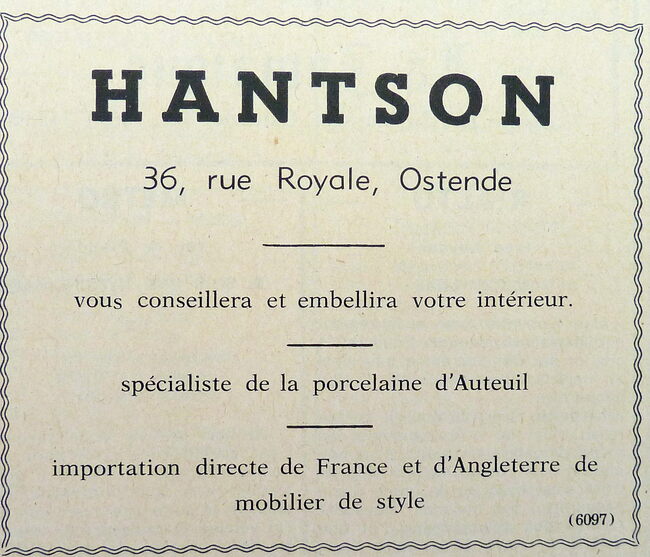 HANTSON
36, rue Royale, Ostende
vous conseillera et embellira votre intérieur.
spécialiste de la porcelaine d'Auteuil
importation directe de France et d'Angleterre de
mobilier de style
(6097)